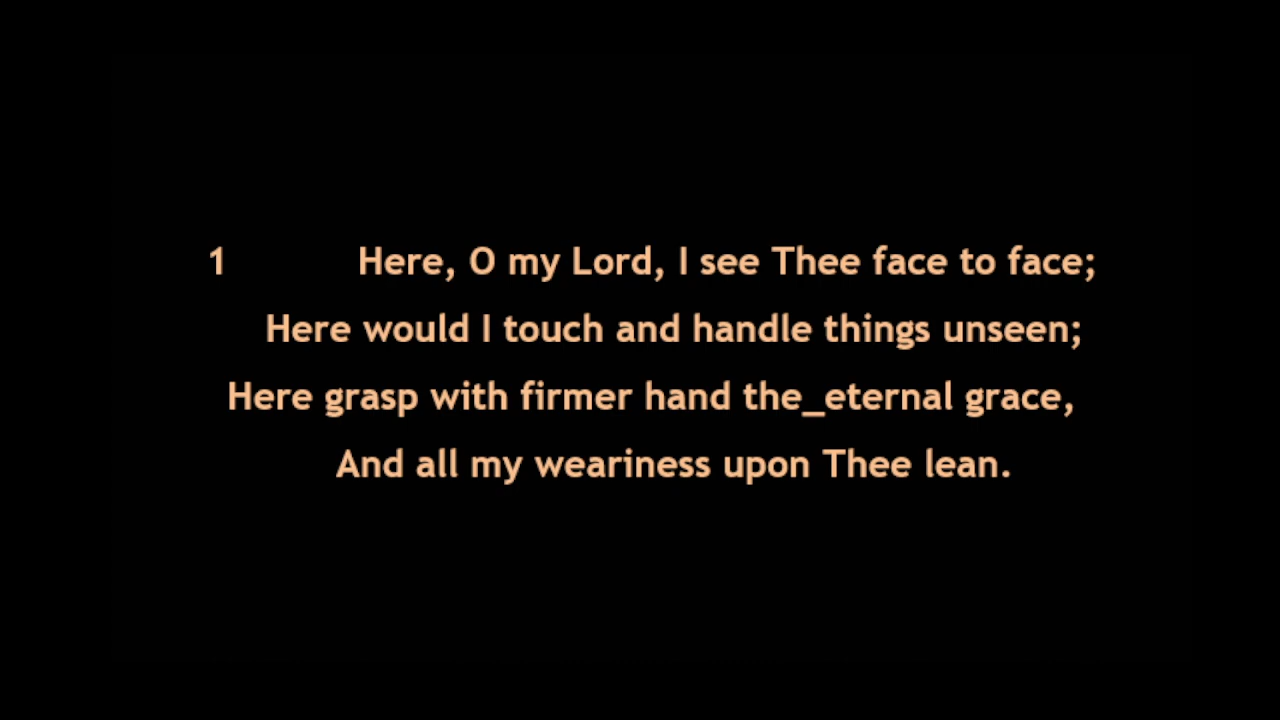 1 Here, O my Lord, I see Thee face to face;
Here would I touch and handle things unseen;
Here grasp with firmer hand the_eternal grace,
And all my weariness upon Thee lean.